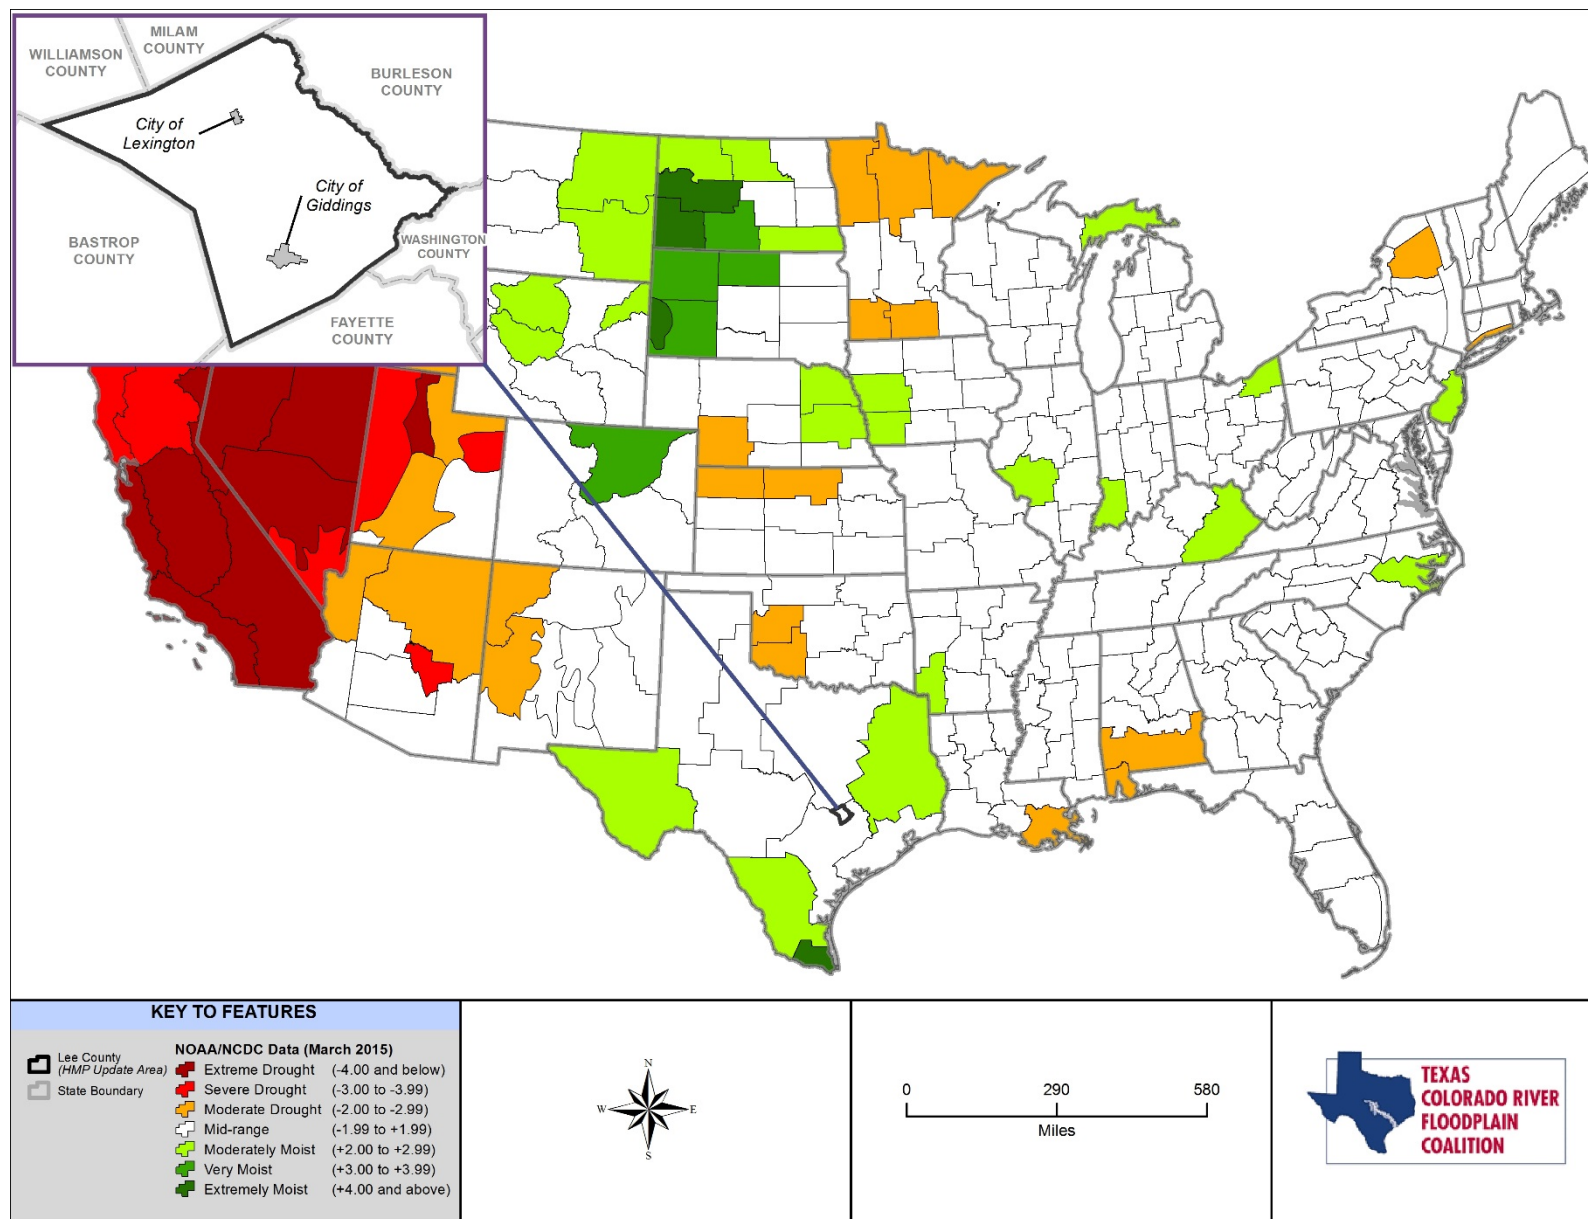 MILAM
COUNTY
WILLIAMSON
COUNTY
BURLESON
COUNTY
City of
Lexington
City of
Giddings
BASTROP
COUNTY
WASHINGTON
COUNTY
FAYETTE
COUNTY
KEY TO FEATURES
Lee County
(HMP Update Area)
State Boundary
NOAA/NCDC Data (March 2015)
Extreme Drought (-4.00 and below)
Severe Drought (-3.00 to -3.99)
Moderate Drought (-2.00 to -2.99)
Mid-range (-1.99 to +1.99)
Moderately Moist (+2.00 to +2.99)
Very Moist (+3.00 to +3.99)
Extremely Moist (+4.00 and above)
N
W E
S
0 290 580
Miles
TEXAS
COLORADO RIVER
FLOODPLAIN
COALITION